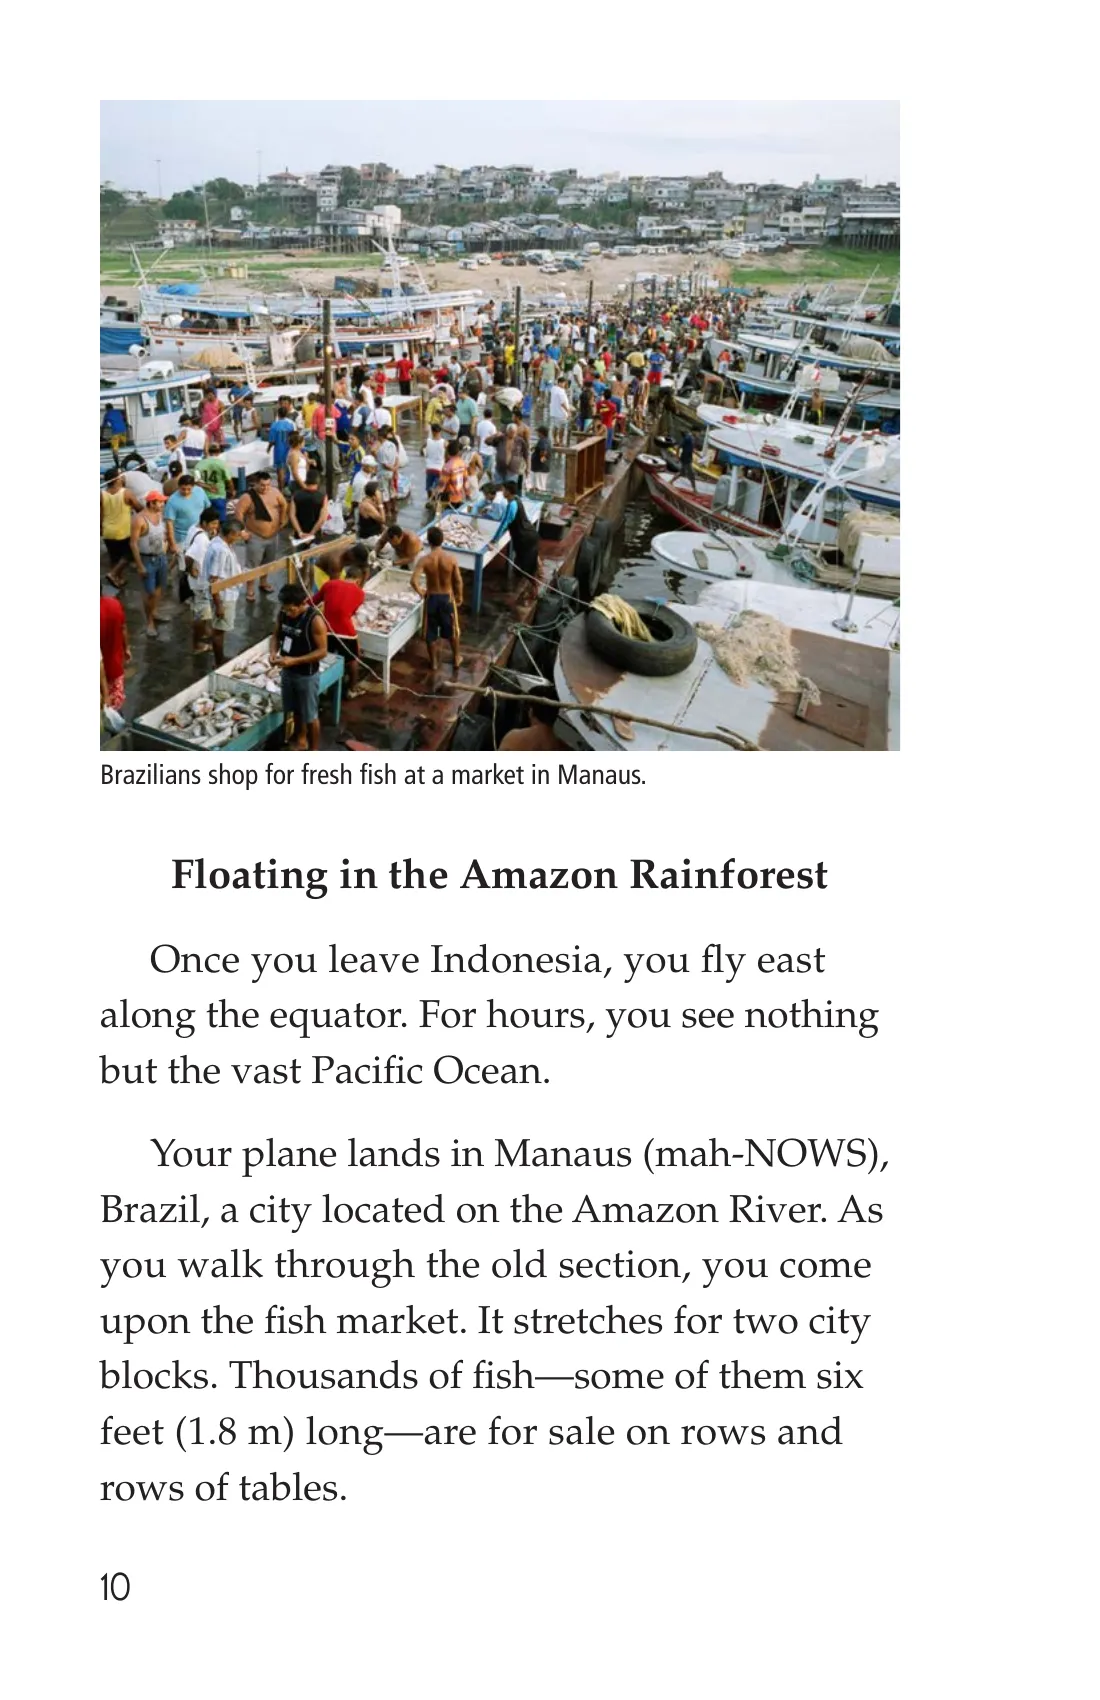 Brazilians shop for fresh fish at a market in Manaus.
Floating in the Amazon Rainforest
Once you leave Indonesia, you fly east
along the equator. For hours, you see nothing
but the vast Pacific Ocean.
Your plane lands in Manaus (mah-NOWS),
Brazil, a city located on the Amazon River. As
you walk through the old section, you come
upon the fish market. It stretches for two city
blocks. Thousands of fish—some of them six
feet (1.8 m) long—are for sale on rows and
rows of tables.
10